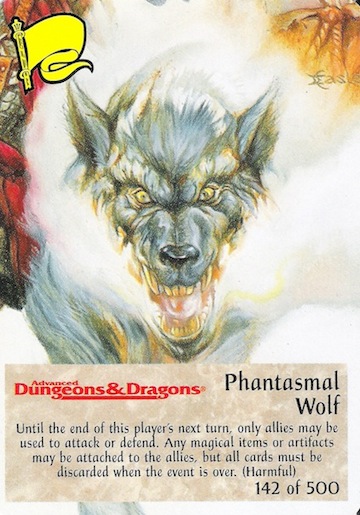 Advanced
Dungeons & Dragons®
Phantasmal
Wolf
Until the end of this player's next turn, only allies may
be used to attack or defend. Any magical items or artifacts
may be attached to the allies, but all cards must be
discarded when the event is over. (Harmful)
142 of 500